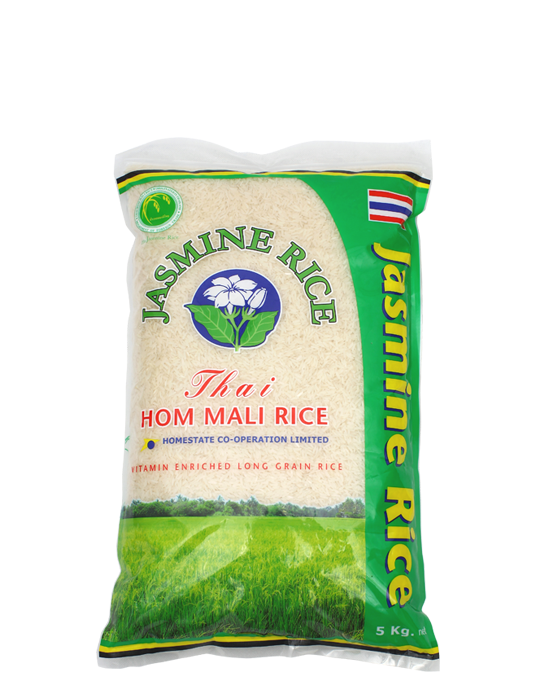 JASMINE RICE
Thai
HOM MALI RICE
HOMESTATE CO-OPERATION LIMITED
VITAMIN ENRICHED LONG GRAIN RICE
Jasmine Rice
5 Kg.